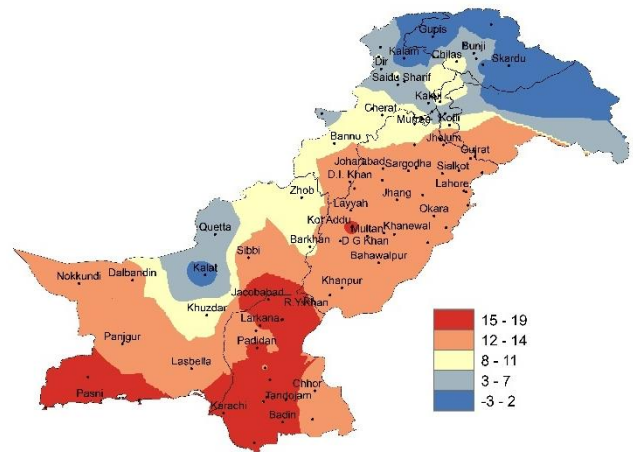 Gupis
Kalam
Bunji
Dir
Chilas
Skardu
Saidu Sharif
Kakul
Cherat
Murree
Kotli
Bannu
Jhelum
Gujrat
Joharabad
Sargodha
Sialkot
D.I. Khan
Lahore
Zhob
Jhang
Layyah
Okara
Kot Addu
Quetta
Multan
Khanewal
Barkhan
D G Khan
Sibbi
Bahawalpur
Kalat
Nokkundi
Dalbandin
Khanpur
Jacobabad
R.Y.Khan
Khuzdar
Larkana
Panjgur
Padidan
Lasbella
Chhor
Pasni
Tandojam
Karachi
Badin
15 - 19
12 - 14
8 - 11
3 - 7
-3 - 2